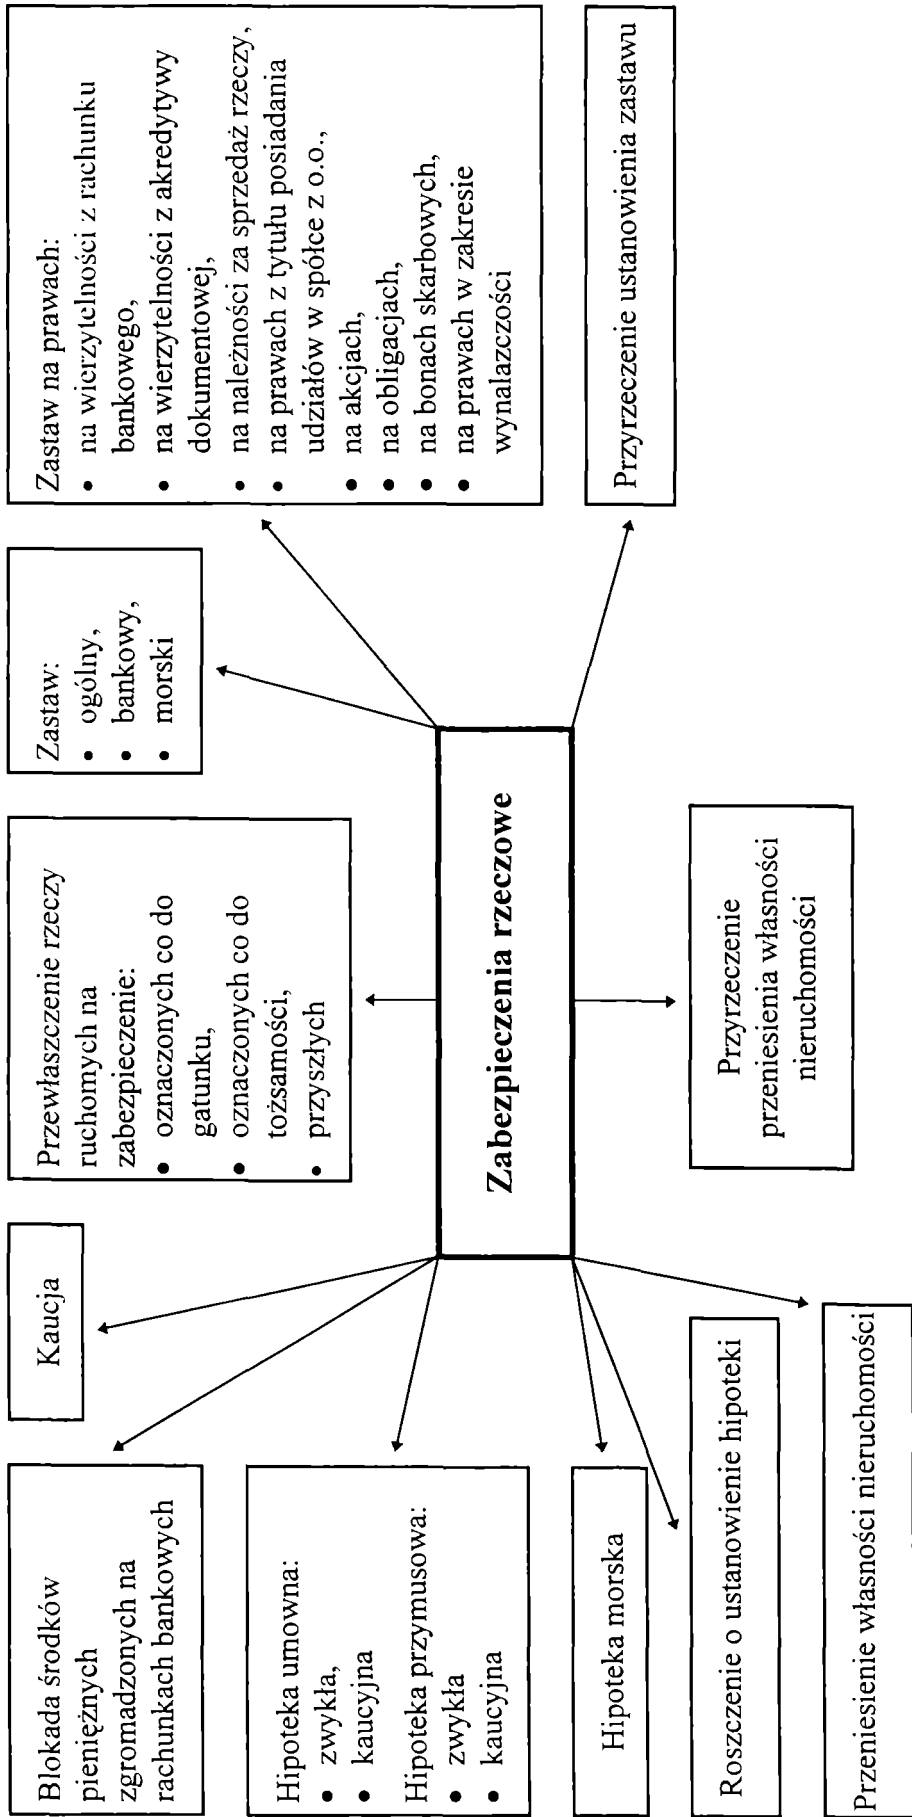 Blokada środków
pieniężnych
zgromadzonych na
rachunkach bankowych
Kaucja
Przewłaszczenie rzeczy
ruchomych na
zabezpieczenie:
• oznaczonych co do
gatunku,
• oznaczonych co do
tożsamości,
• przyszłych
Zastaw:
• ogólny,
• bankowy,
• morski
Zastaw na prawach:
• na wierzytelności z rachunku
bankowego,
• na wierzytelności z akredytywy
dokumentowej,
• na należności za sprzedaż rzeczy,
• na prawach z tytułu posiadania
udziałów w spółce z o.o.,
• na akcjach,
• na obligacjach,
• na bonach skarbowych,
• na prawach w zakresie
wynalazczości
Hipoteka umowna:
• zwykła,
• kaucyjna
Hipoteka przymusowa:
• zwykła
• kaucyjna
Zabezpieczenia rzeczowe
Hipoteka morska
Roszczenie o ustanowienie hipoteki
Przeniesienie własności nieruchomości
Przyrzeczenie
przeniesienia własności
nieruchomości
Przyrzeczenie ustanowienia zastawu